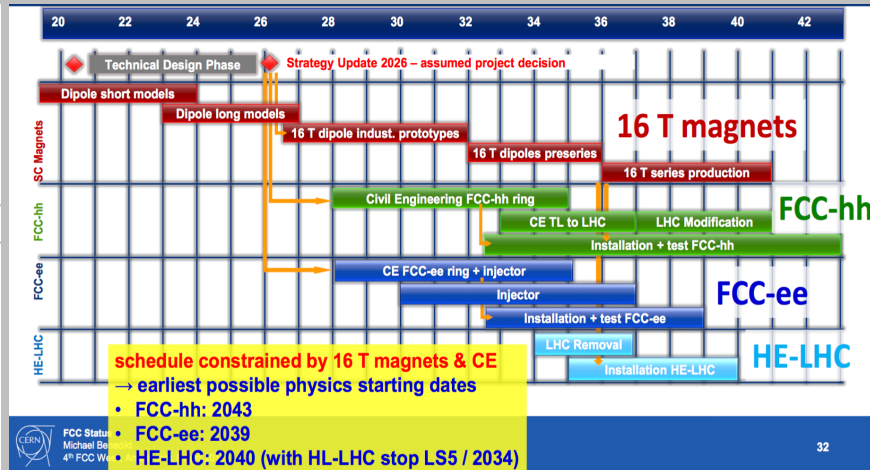 20 22 24 26 28 30 32 34 36 38 40 42
Technical Design Phase
Strategy Update 2026 – assumed project decision
SC Magnets
Dipole short models
Dipole long models
16 T dipole indust. prototypes
16 T dipoles preseries
16 T series production
16 T magnets
FCC-hh
Civil Engineering FCC-hh ring
CE TL to LHC
LHC Modification
Installation + test FCC-hh
FCC-hh
FCC-ee
CE FCC-ee ring + injector
Injector
Installation + test FCC-ee
FCC-ee
HE-LHC
LHC Removal
Installation HE-LHC
HE-LHC
schedule constrained by 16 T magnets & CE
→ earliest possible physics starting dates
• FCC-hh: 2043
• FCC-ee: 2039
• HE-LHC: 2040 (with HL-LHC stop LS5 / 2034)
CERN
FCC Status
Michael
4th FCC
32